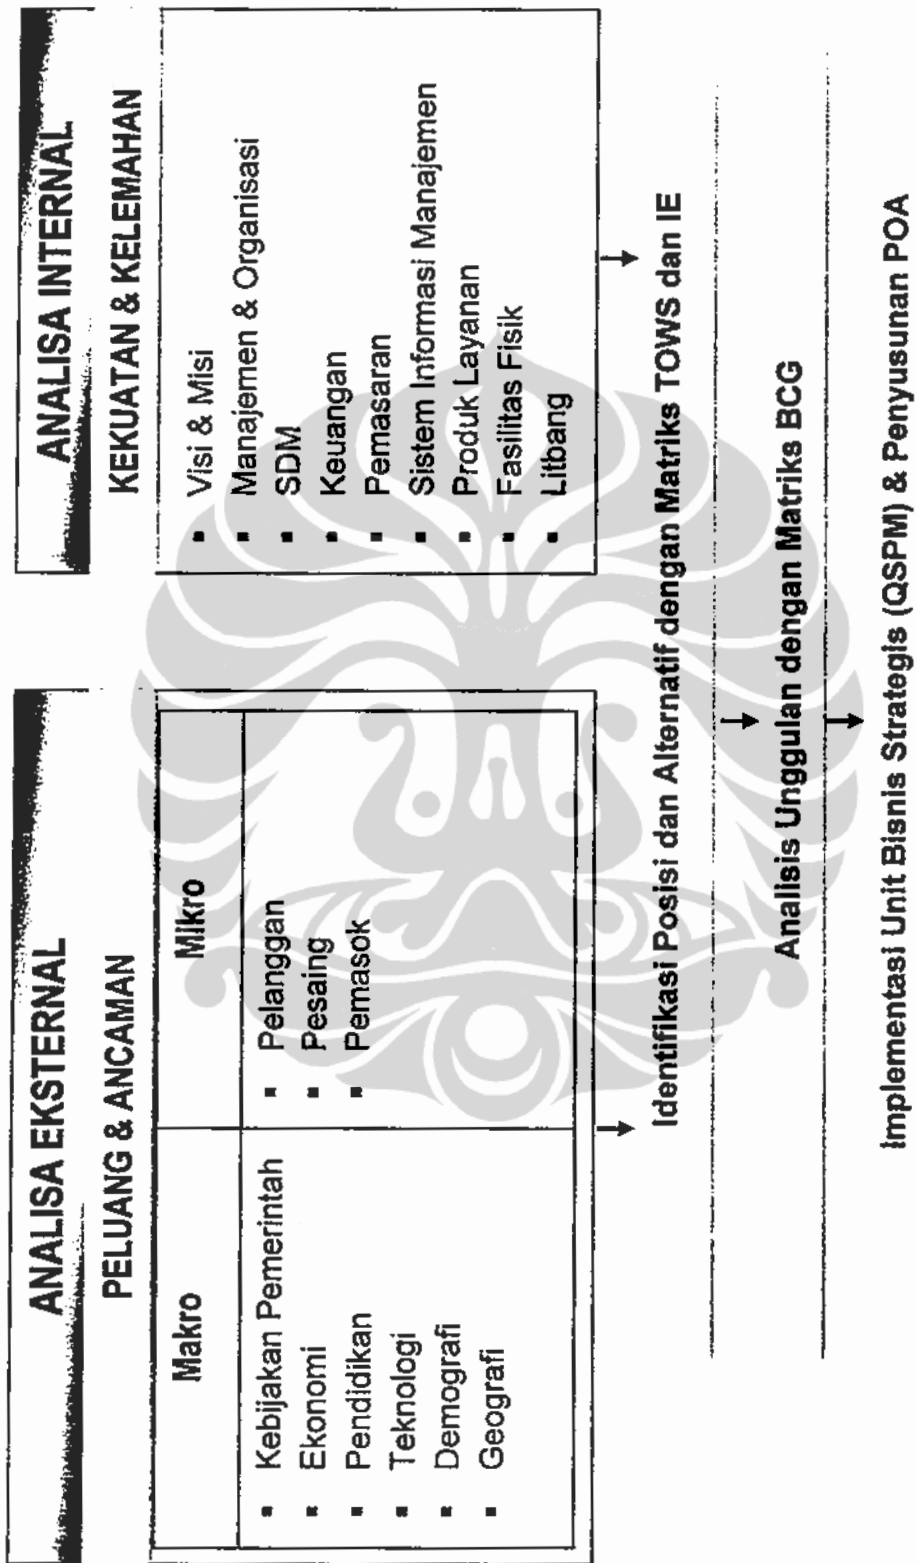 ANALISA EKSTERNAL
PELUANG & ANCAMAN
Makro
Kebijakan Pemerintah
Ekonomi
Pendidikan
Teknologi
Demografi
Geografi
Mikro
Pelanggan
Pesaing
Pemasok
ANALISA INTERNAL
KEKUATAN & KELEMAHAN
Visi & Misi
Manajemen & Organisasi
SDM
Keuangan
Pemasaran
Sistem Informasi Manajemen
Produk Layanan
Fasilitas Fisik
Litbang
Identifikasi Posisi dan Alternatif dengan Matriks TOWS dan IE
Analisis Unggulan dengan Matriks BCG
Implementasi Unit Bisnis Strategis (QSPM) & Penyusunan POA